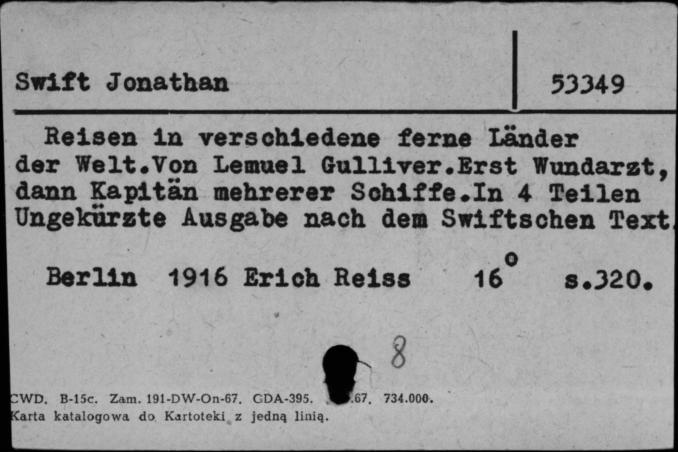 Swift Jonathan 53349
Reisen in verschiedene ferne Länder
der Welt.Von Lemuel Gulliver.Erst Wundarzt,
dann Kapitän mehrerer Schiffe.In 4 Teilen
Ungekürzte Ausgabe nach dem Swiftschen Text.
Berlin 1916 Erich Reiss 16° s.320.
8
CWD. B-15c. Zam. 191-DW-On-67. GDA-395. .67. 734.000.
Karta katalogowa do Kartoteki z jedną linią.